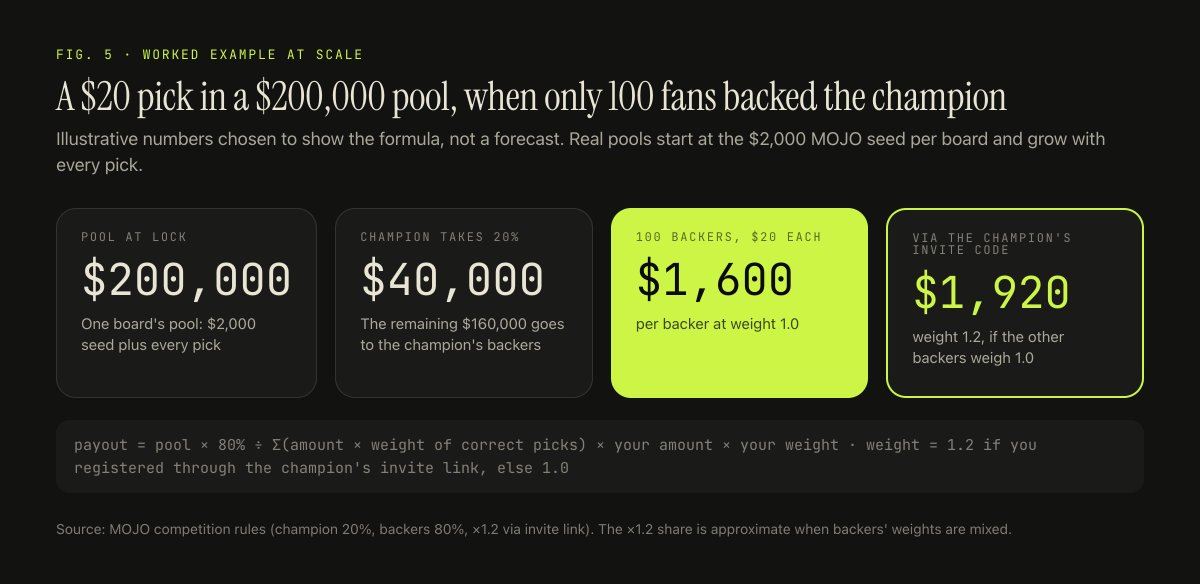 FIG. 5 · WORKED EXAMPLE AT SCALE
A $20 pick in a $200,000 pool, when only 100 fans backed the champion
Illustrative numbers chosen to show the formula, not a forecast. Real pools start at the $2,000 MOJO seed per board and grow with
every pick.
POOL AT LOCK
$200,000
One board's pool: $2,000
seed plus every pick
CHAMPION TAKES 20%
$40,000
The remaining $160,000 goes
to the champion's backers
100 BACKERS, $20 EACH
$1,600
per backer at weight 1.0
VIA THE CHAMPION'S
INVITE CODE
$1,920
weight 1.2, if the other
backers weigh 1.0
payout = pool × 80% ÷ Σ(amount × weight of correct picks) × your amount × your weight · weight = 1.2 if you
registered through the champion's invite link, else 1.0
Source: MOJO competition rules (champion 20%, backers 80%, ×1.2 via invite link). The ×1.2 share is approximate when backers' weights are mixed.